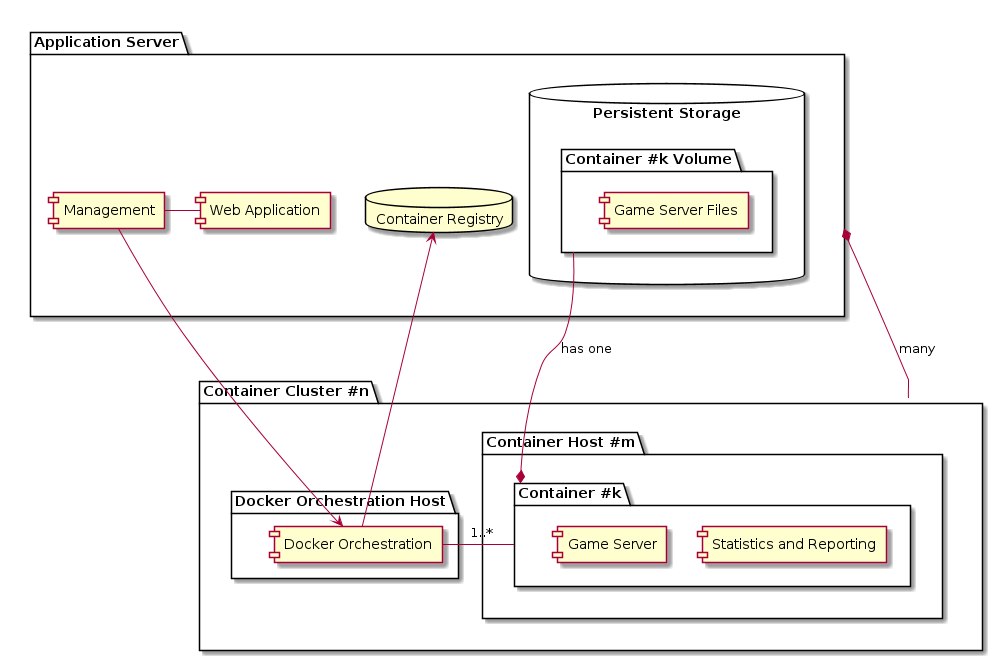 Application Server
Persistent Storage
Container #k Volume
Management
Web Application
Container Registry
Game Server Files
has one
many
Container Cluster #n
Container Host #m
Docker Orchestration Host
Container #k
1..*
Docker Orchestration
Game Server
Statistics and Reporting